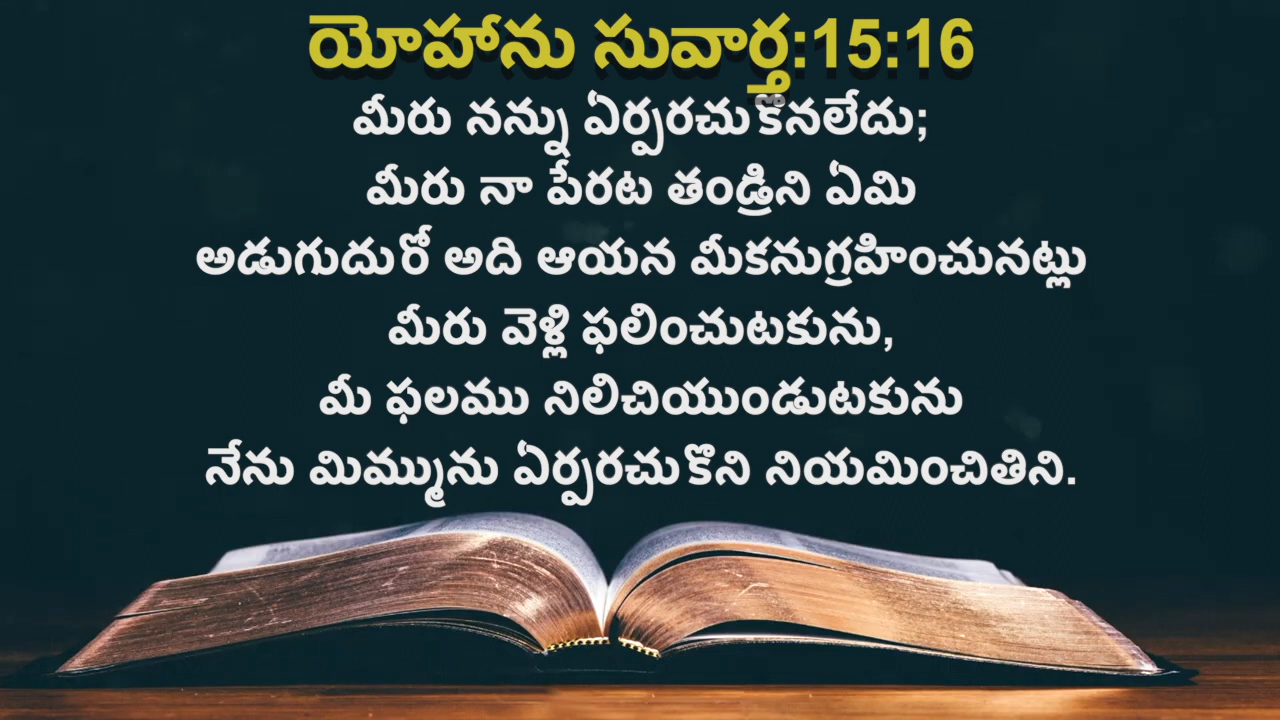 యోహాను సువార్త:15:16
మీరు నన్ను ఏర్పరచుకొనలేదు;
మీరు నా పేరట తండ్రిని ఏమి
అడుగుదురో అది ఆయన మీకనుగ్రహించునట్లు
మీరు వెళ్లి ఫలించుటకును,
మీ ఫలము నిలిచియుండుటకును
నేను మిమ్మును ఏర్పరచుకొని నియమించితిని.